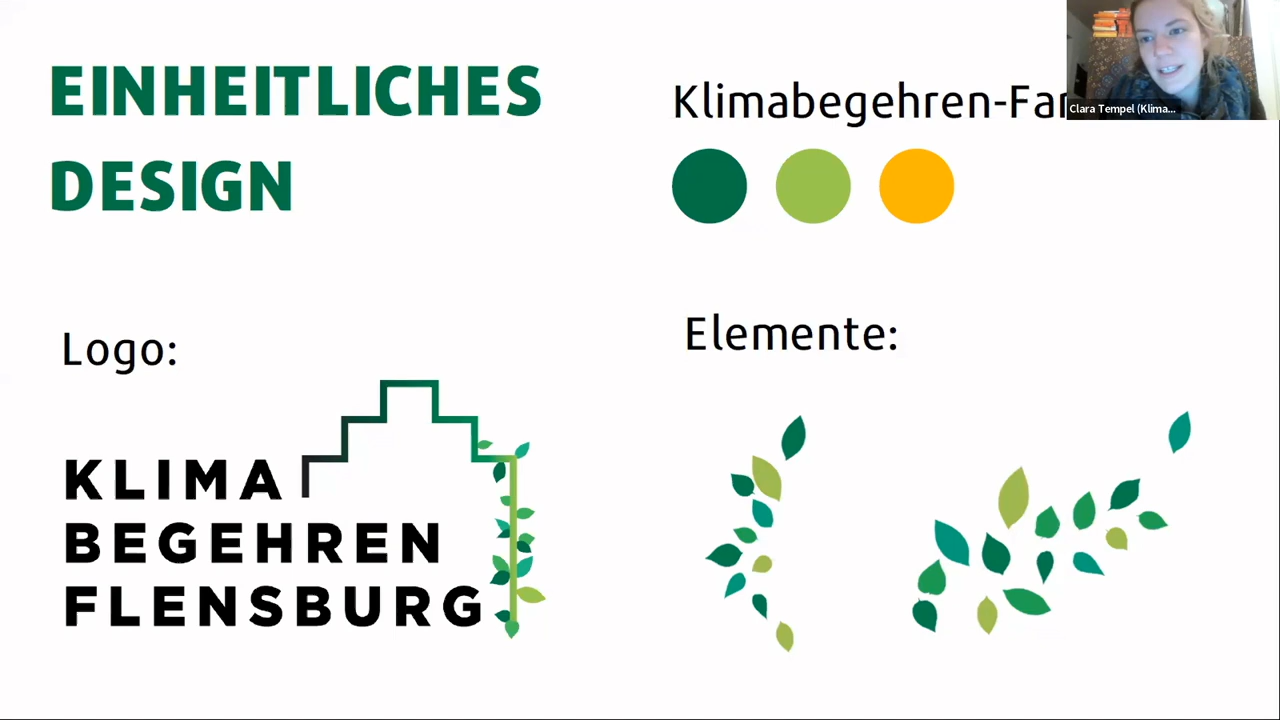 EINHEITLICHES
DESIGN
Klimabegehren-Far
Clara Tempel (Klima...
Logo:
KLIMA
BEGEHREN
FLENSBURG
Elemente: